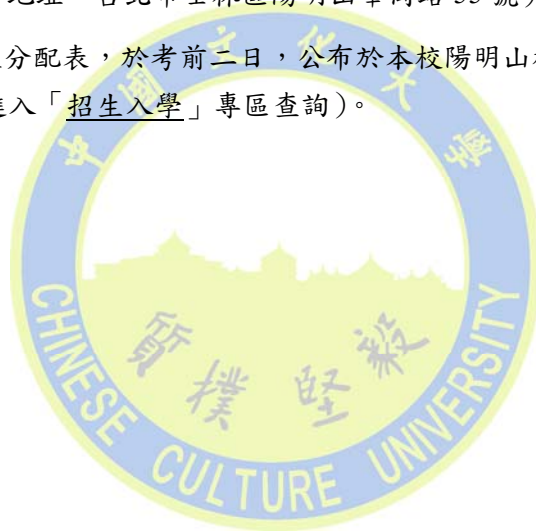 地址：台北市士林區陽明山華岡路 55 號）
分配表，於考前二日，公布於本校陽明山
進入「招生入學」專區查詢）。
中國文化大學
質樸堅毅
CHINESE CULTURE UNIVERSITY